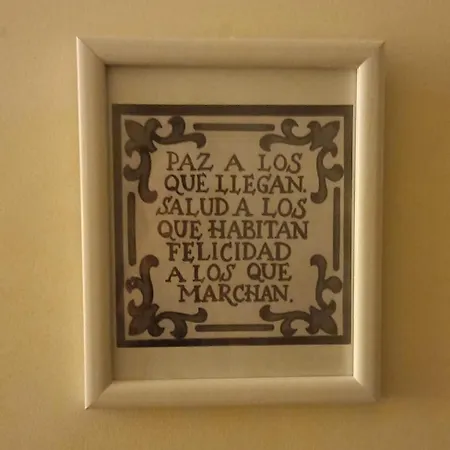 PAZ A LOS
QUE LLEGAN.
SALUD A LOS
QUE HABITAN
FELICIDAD
A LOS QUE
MARCHAN.